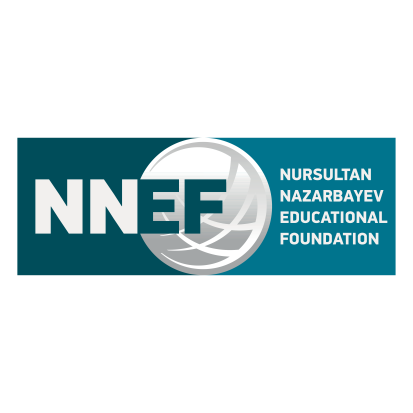 NNEF
NURSULTAN
NAZARBAYEV
EDUCATIONAL
FOUNDATION